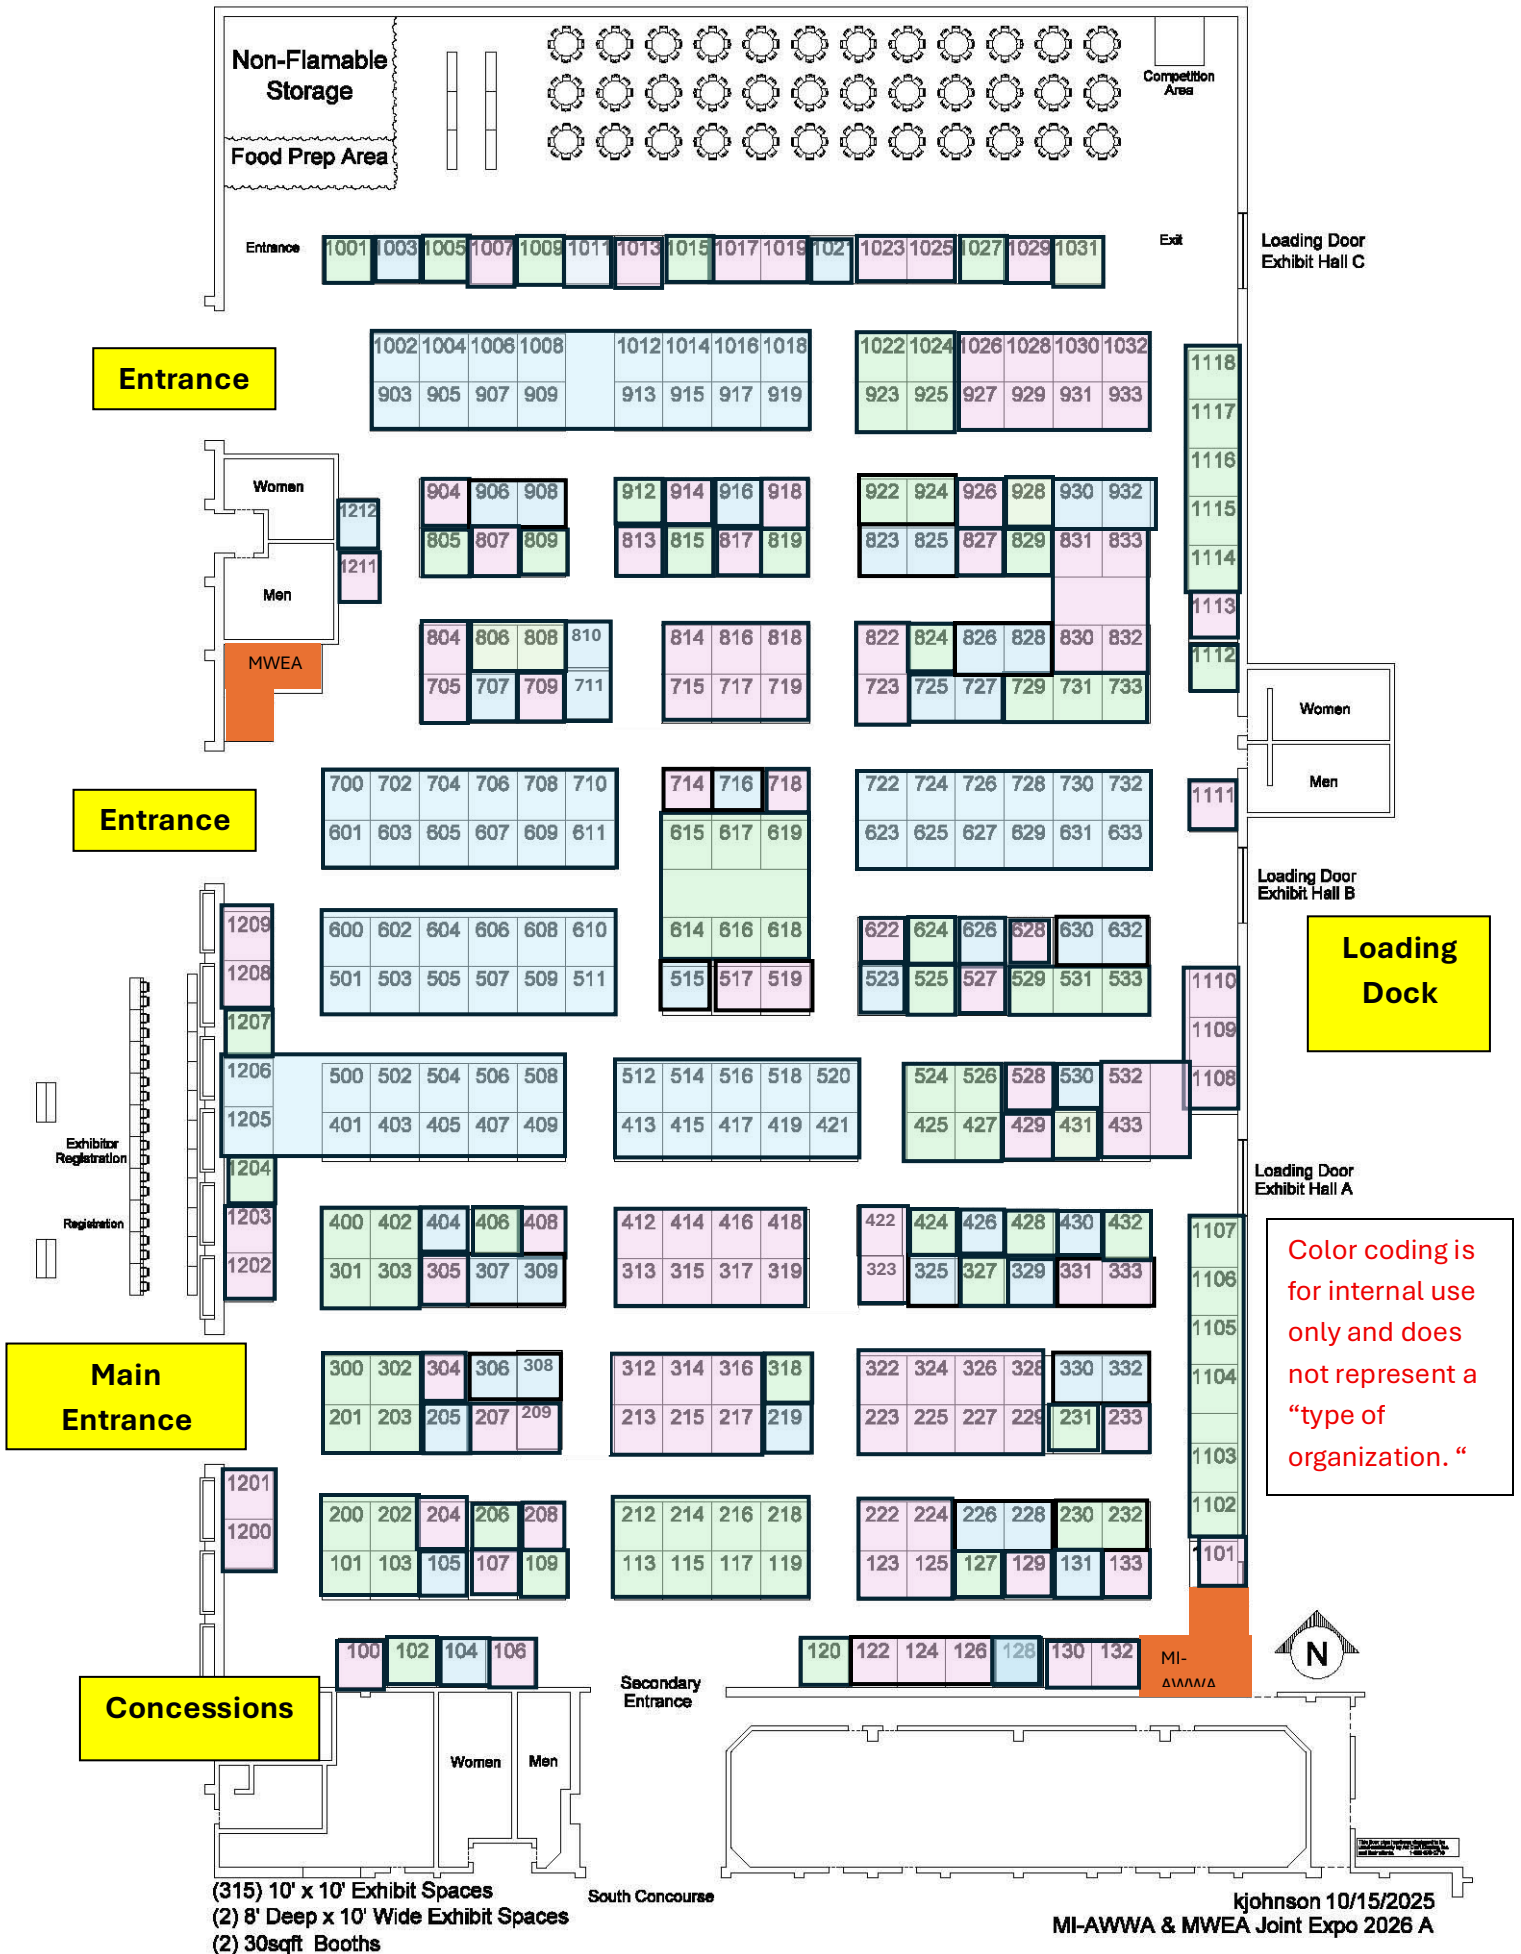 Non-Flamable
Storage
Food Prep Area
Competition
Area
Entrance
1001 1003 1005 1007 1009 1011 1013 1015 1017 1019 1021 1023 1025 1027 1029 1031
Exit
Loading Door
Exhibit Hall C
1002 1004 1006 1008 1012 1014 1016 1018 1022 1024 1026 1028 1030 1032
903 905 907 909 913 915 917 919 923 925 927 929 931 933
Entrance
1118
1117
1116
1115
1114
1113
1112
Women
Men
1212
1211
904 906 908 912 914 916 918 922 924 926 928 930 932
805 807 809 813 815 817 819 823 825 827 829 831 833
MWEA
804 806 808 810 814 816 818 822 824 826 828 830 832
705 707 709 711 715 717 719 723 725 727 729 731 733
Women
Men
Entrance
700 702 704 706 708 710 714 716 718 722 724 726 728 730 732
601 603 605 607 609 611 615 617 619 623 625 627 629 631 633
1111
Loading Door
Exhibit Hall B
Loading
Dock
1209
1208
1207
1206
1205
1204
1203
1202
600 602 604 606 608 610 614 616 618 622 624 626 628 630 632
501 503 505 507 509 511 515 517 519 523 525 527 529 531 533
1110
1109
1108
500 502 504 506 508 512 514 516 518 520 524 526 528 530 532
401 403 405 407 409 413 415 417 419 421 425 427 429 431 433
Exhibitor
Registration
Registration
Loading Door
Exhibit Hall A
400 402 404 406 408 412 414 416 418 422 424 426 428 430 432
301 303 305 307 309 313 315 317 319 323 325 327 329 331 333
1107
1106
1105
1104
1103
1102
101
Color coding is
for internal use
only and does
not represent a
“type of
organization. “
Main
Entrance
300 302 304 306 308 312 314 316 318 322 324 326 328 330 332
201 203 205 207 209 213 215 217 219 223 225 227 229 231 233
1201
1200
200 202 204 206 208 212 214 216 218 222 224 226 228 230 232
101 103 105 107 109 113 115 117 119 123 125 127 129 131 133
100 102 104 106 120 122 124 126 128 130 132
MI-
AWWA
N
Secondary
Entrance
Concessions
Women
Men
South Concourse
(315) 10' x 10' Exhibit Spaces
(2) 8' Deep x 10' Wide Exhibit Spaces
(2) 30sqft Booths
kjohnson 10/15/2025
MI-AWWA & MWEA Joint Expo 2026 A